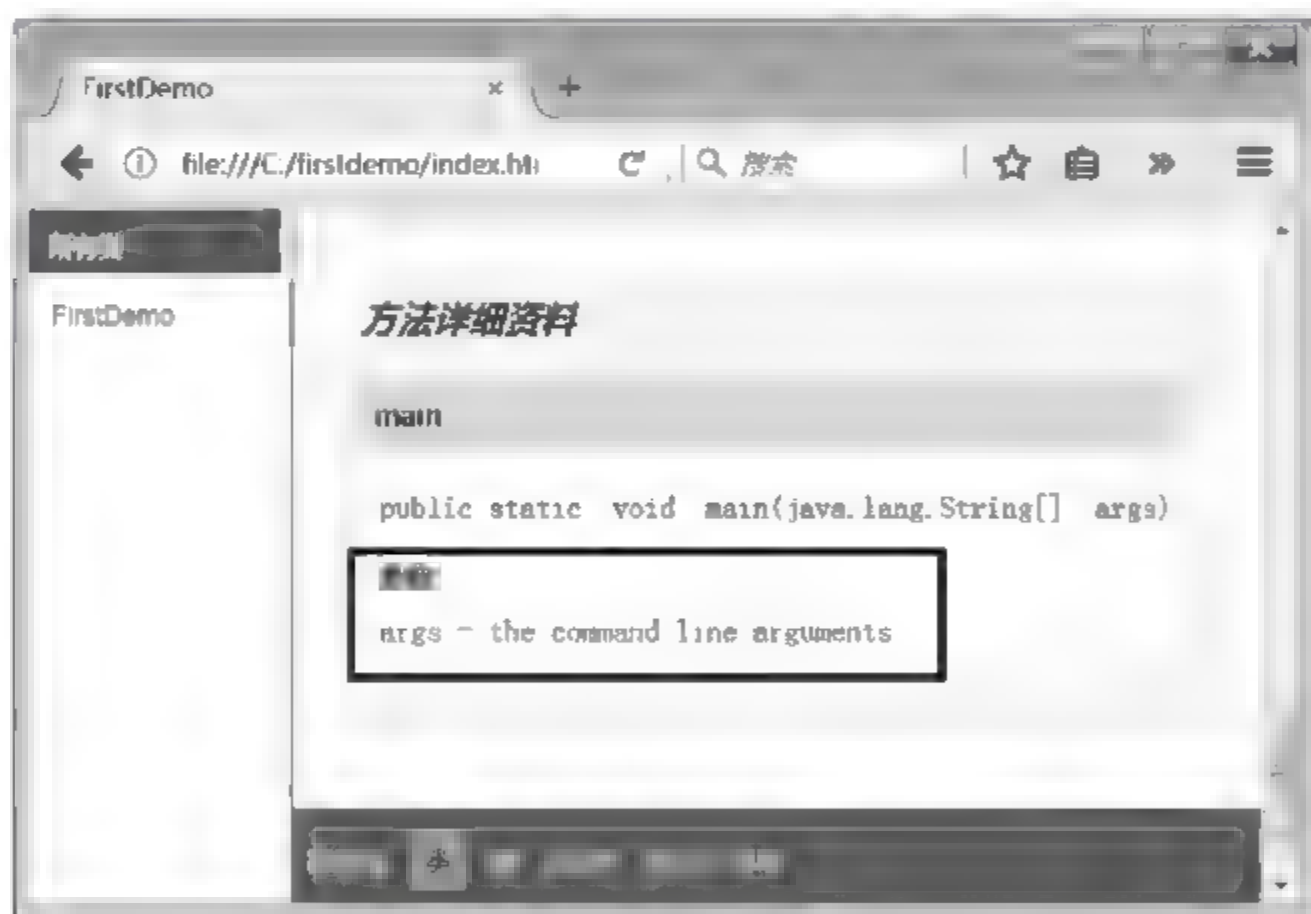 FirstDemo × +
file:///C:/firstdemo/index.ht 搜索
FirstDemo
方法详细资料
main
public static void main(java.lang.String[] args)
args - the command line arguments